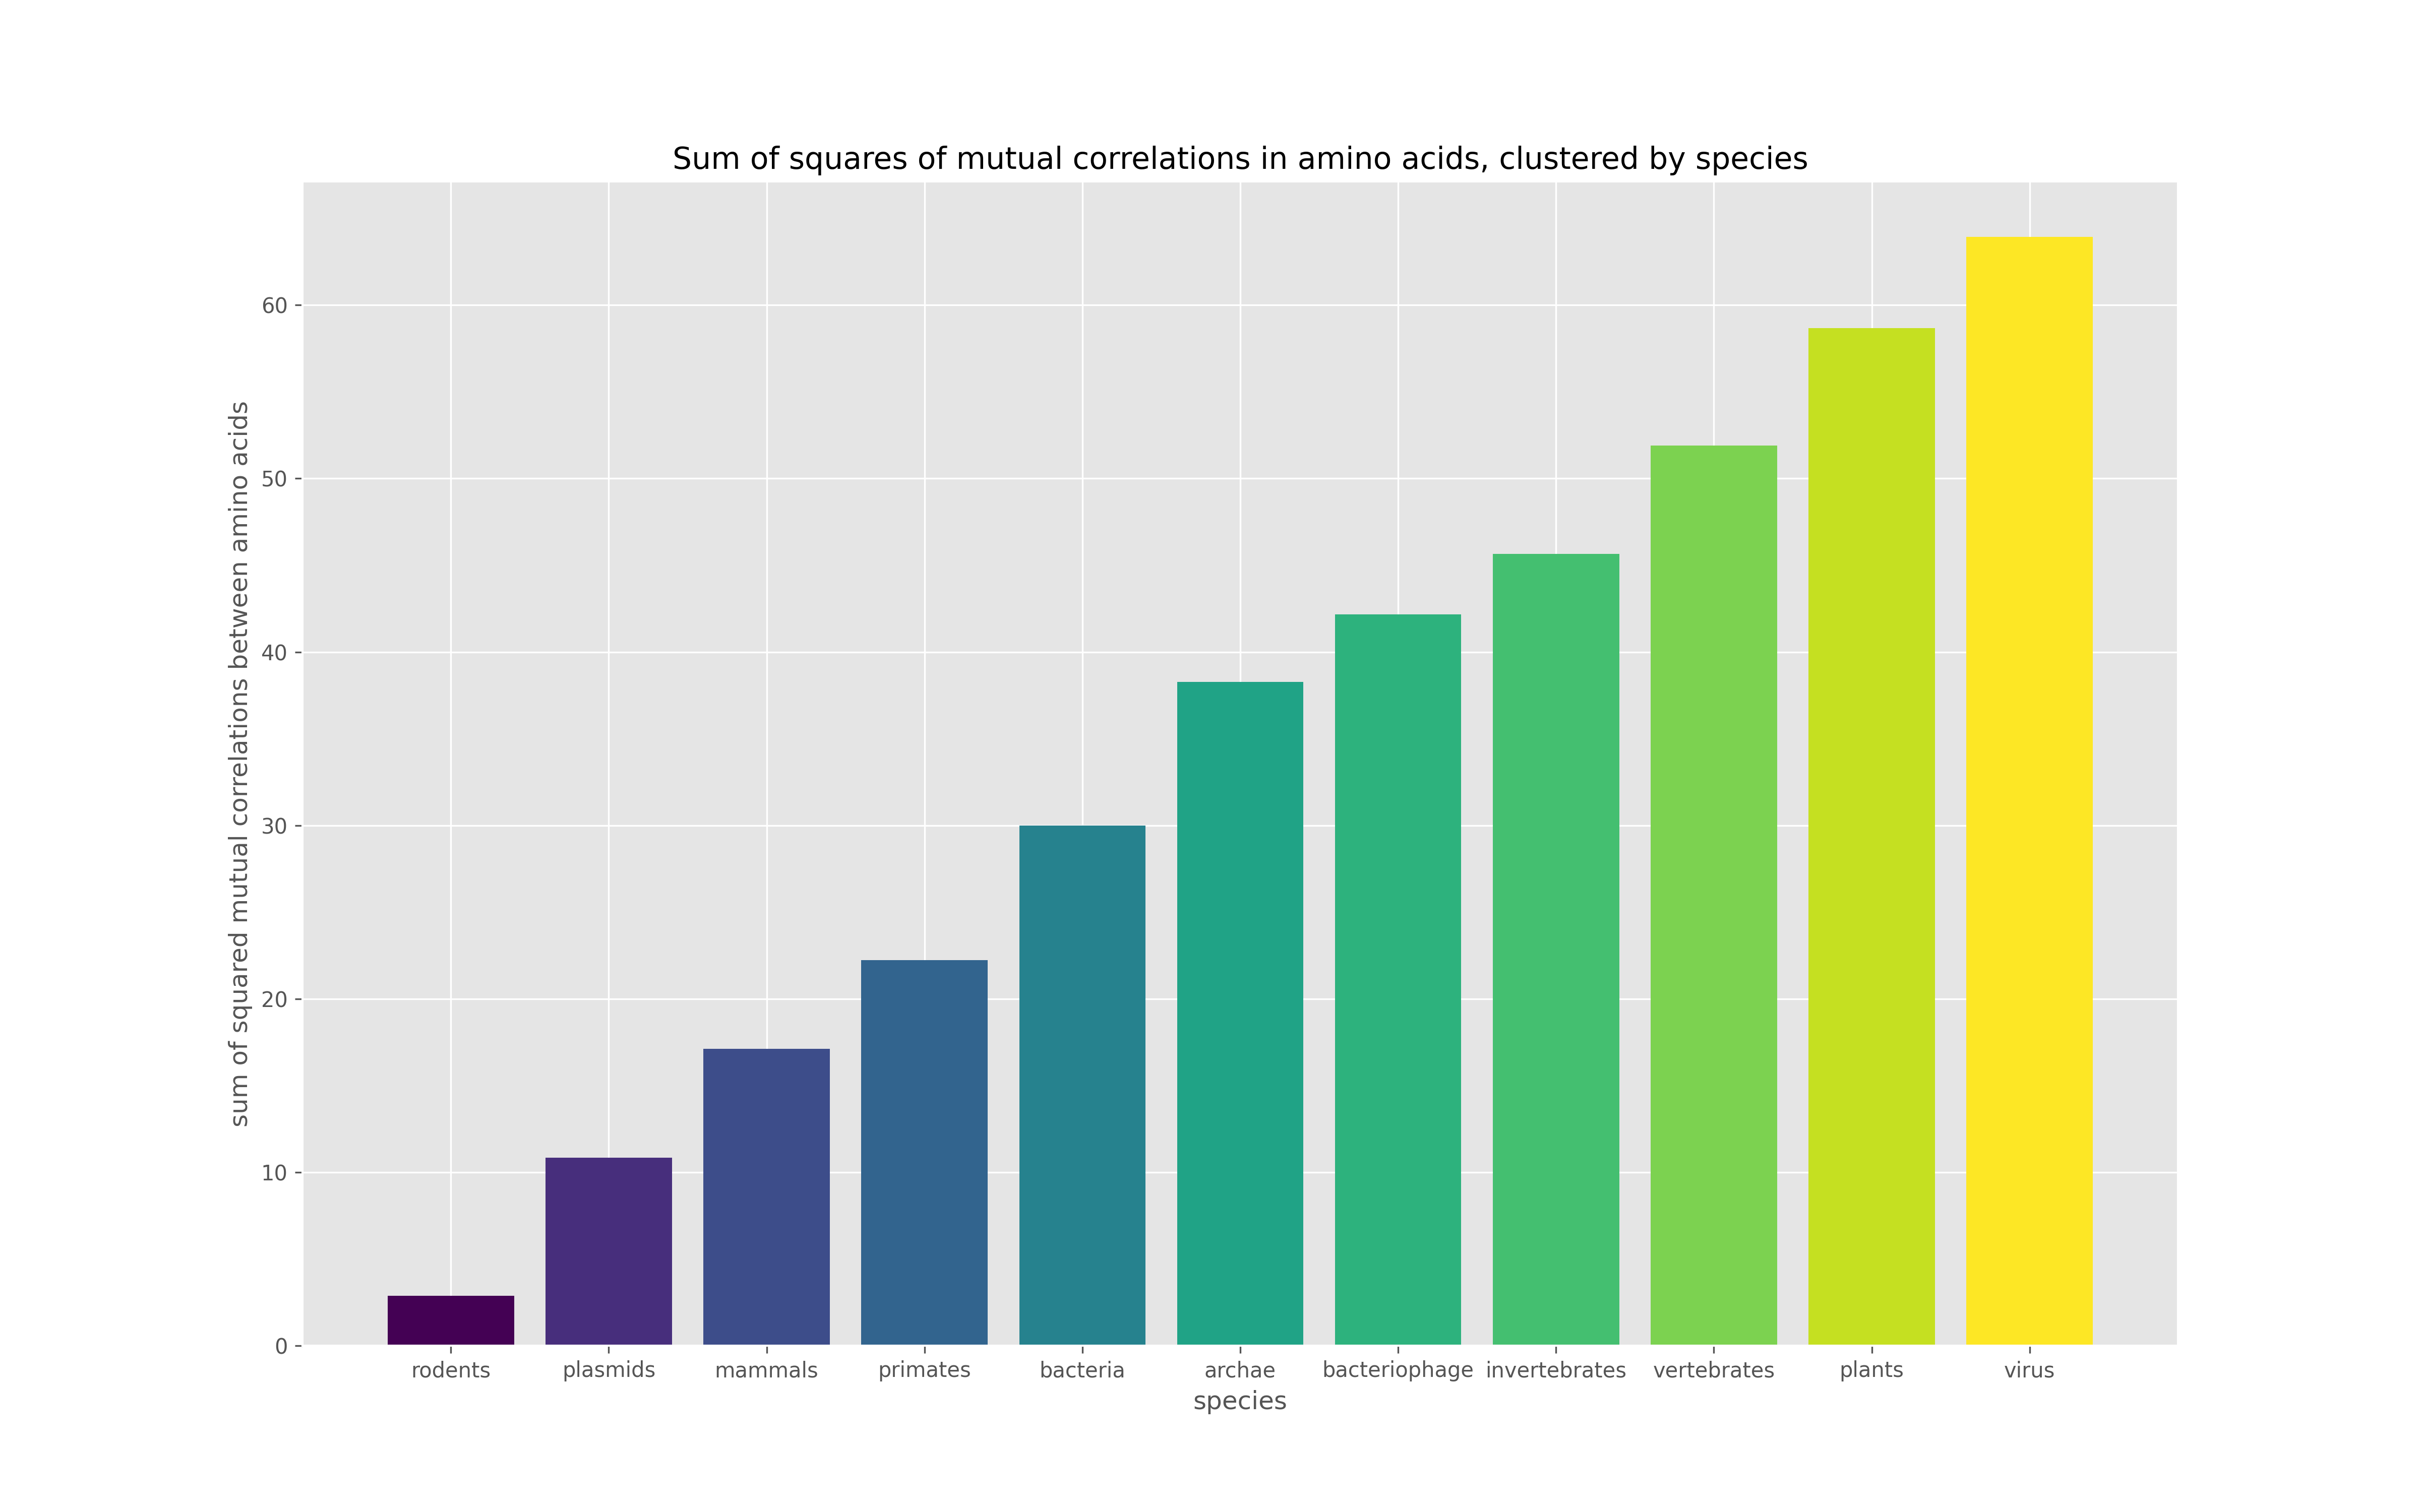 Sum of squares of mutual correlations in amino acids, clustered by species
sum of squared mutual correlations between amino acids
60
50
40
30
20
10
0
rodents plasmids mammals primates bacteria archae bacteriophage invertebrates vertebrates plants virus
species